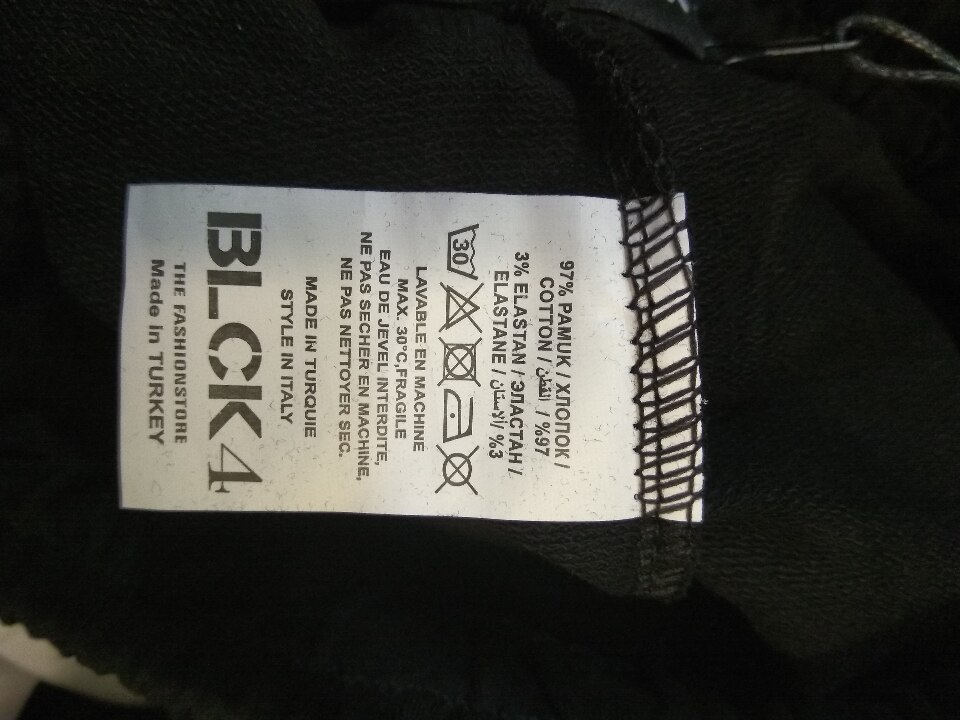 97% PAMUK / ХЛОПОК /
COTTON / القطن / %97
3% ELASTAN / ЭЛАСТАН /
ELASTANE / الاستان / %3
30
LAVABLE EN MACHINE
MAX. 30°C,FRAGILE
EAU DE JEVEL INTERDITE,
NE PAS SECHER EN MACHINE,
NE PAS NETTOYER SEC.
MADE IN TURQUIE
STYLE IN ITALY
BLCK4
THE FASHIONSTORE
Made in TURKEY